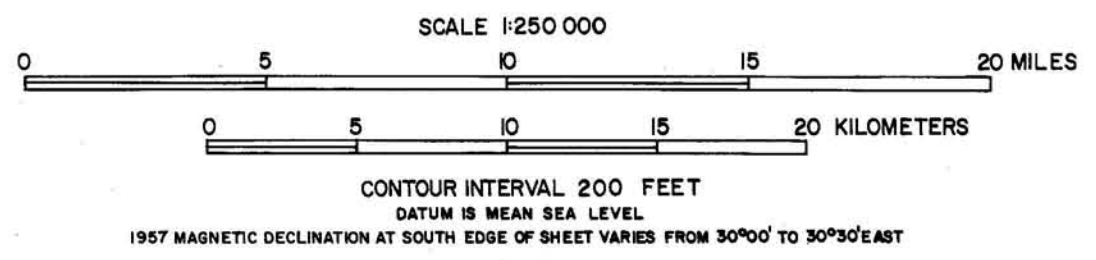 SCALE 1:250 000
0 5 10 15 20 MILES
0 5 10 15 20 KILOMETERS
CONTOUR INTERVAL 200 FEET
DATUM IS MEAN SEA LEVEL
1957 MAGNETIC DECLINATION AT SOUTH EDGE OF SHEET VARIES FROM 30°00' TO 30°30' EAST